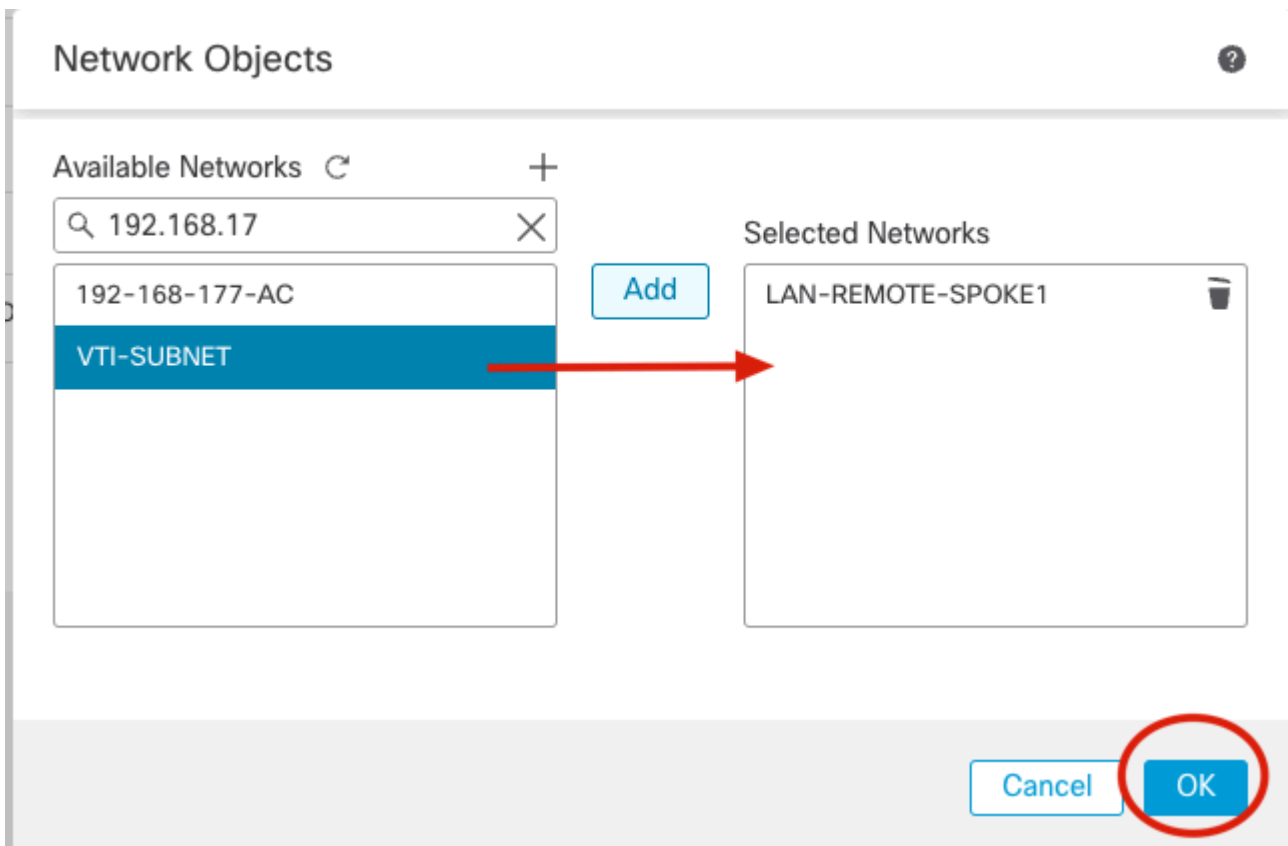 Network Objects
Available Networks
192.168.17
Selected Networks
192-168-177-AC
Add
LAN-REMOTE-SPOKE1
VTI-SUBNET
Cancel
OK